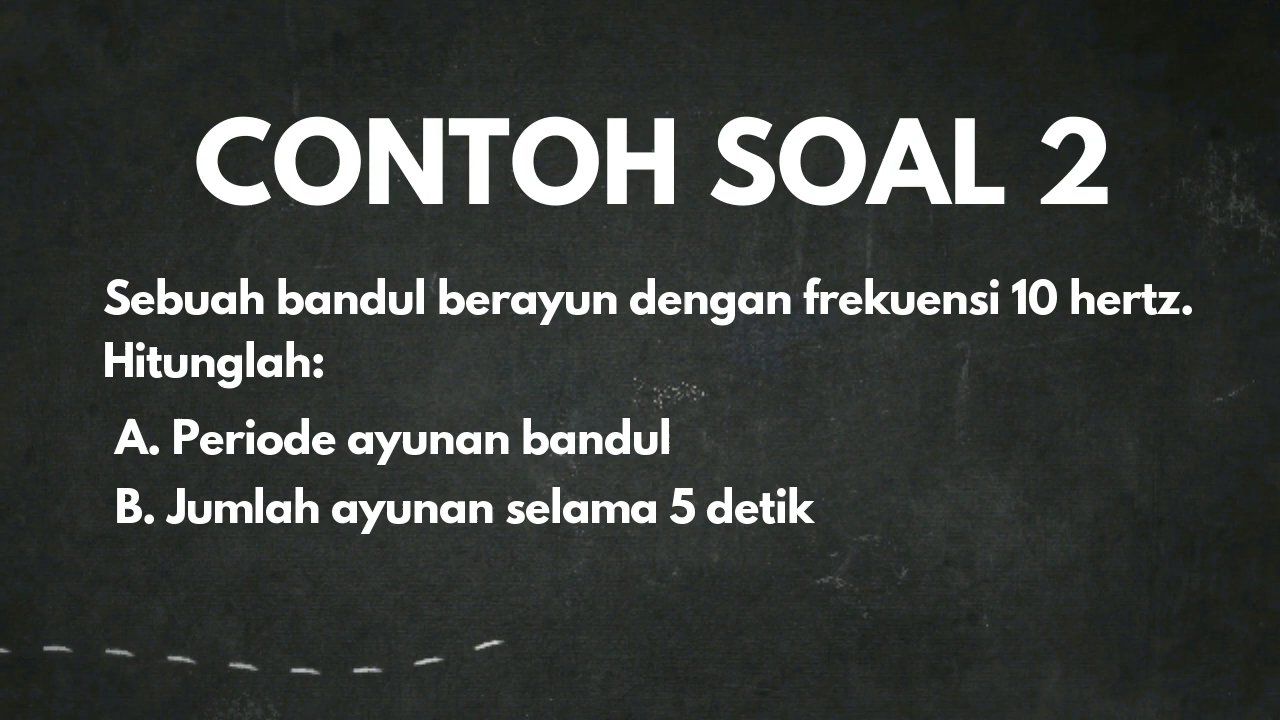 CONTOH SOAL 2
Sebuah bandul berayun dengan frekuensi 10 hertz.
Hitunglah:
A. Periode ayunan bandul
B. Jumlah ayunan selama 5 detik